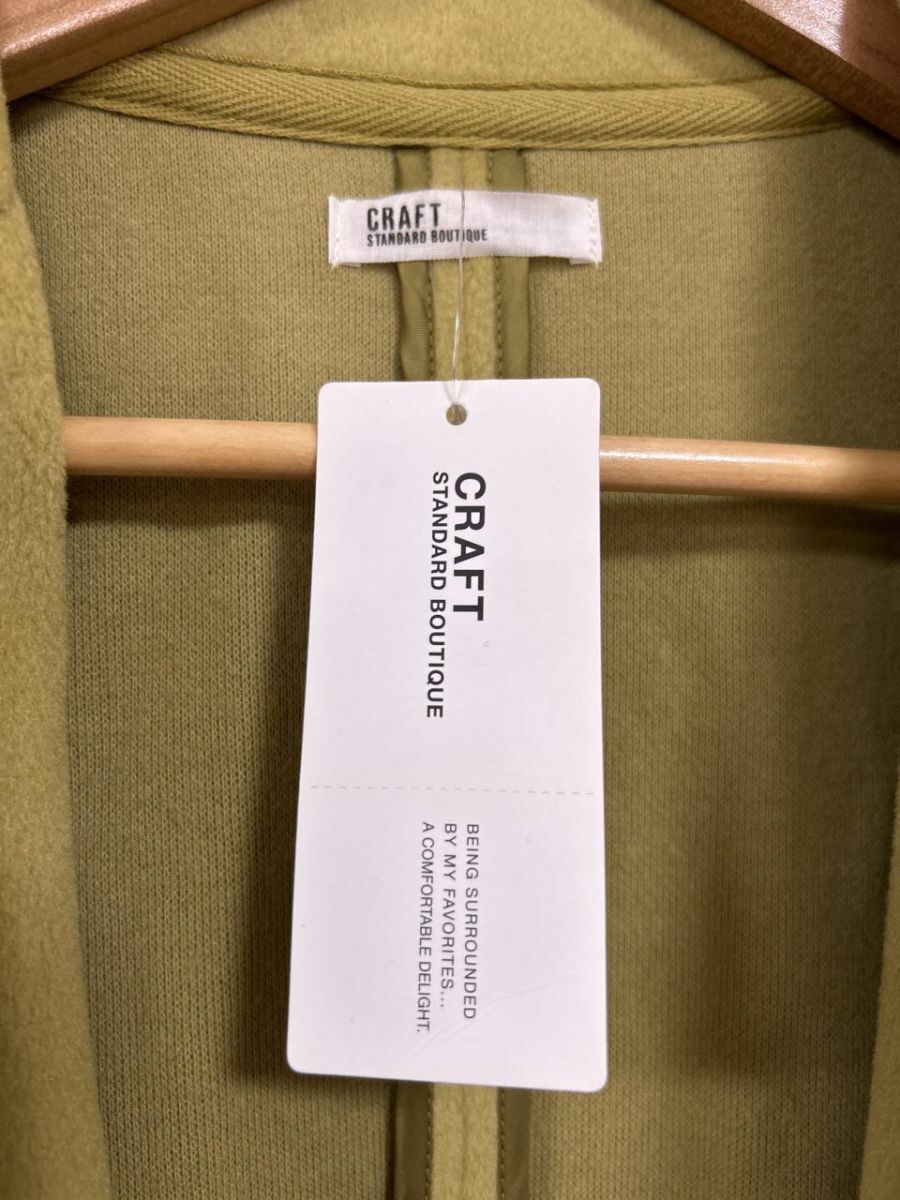 CRAFT
STANDARD BOUTIQUE
CRAFT
STANDARD BOUTIQUE
BEING SURROUNDED
BY MY FAVORITES...
A COMFORTABLE DELIGHT.